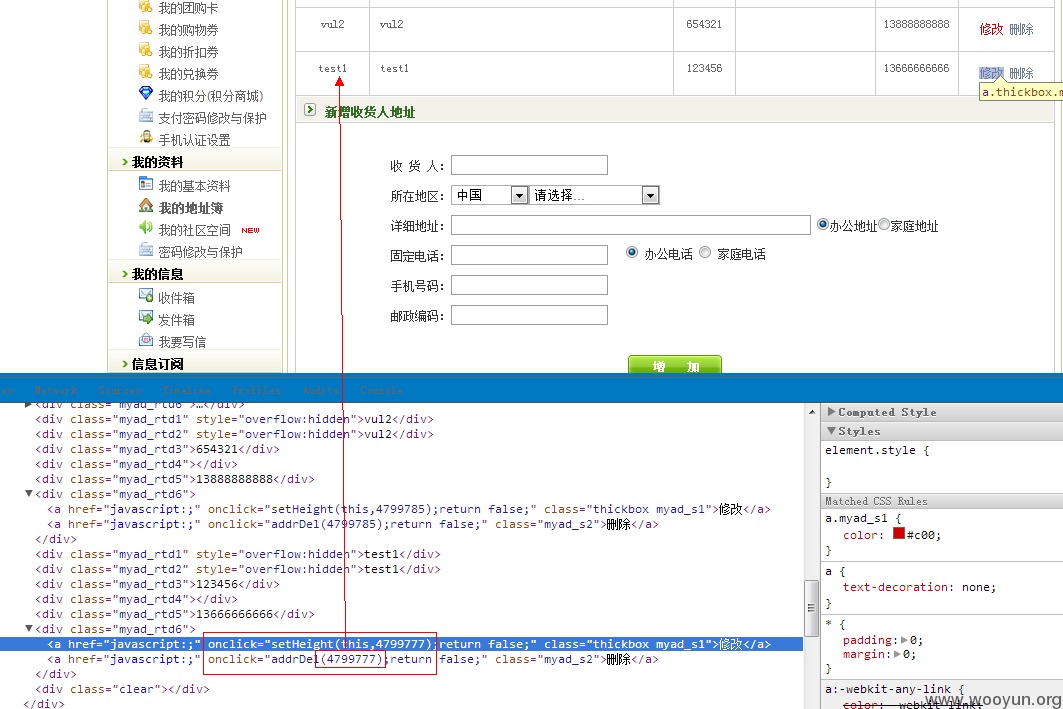 我的团购卡
我的购物券
我的折扣券
我的兑换券
我的积分(积分商城)
支付密码修改与保护
手机认证设置
我的资料
我的基本资料
我的地址簿
我的社区空间 NEW
密码修改与保护
我的信息
收件箱
发件箱
我要写信
信息订阅
vul2 vul2 654321 13888888888 修改 删除
test1 test1 123456 13666666666 修改 删除
a.thickbox.m
新增收货人地址
收 货 人：
所在地区： 中国 请选择...
详细地址： 办公地址 家庭地址
固定电话： 办公电话 家庭电话
手机号码：
邮政编码：
增 加
Network Sources Timeline Profiles Audits Console
▶<div class="myad_rtd6">…</div>
<div class="myad_rtd1" style="overflow:hidden">vul2</div>
<div class="myad_rtd2" style="overflow:hidden">vul2</div>
<div class="myad_rtd3">654321</div>
<div class="myad_rtd4"></div>
<div class="myad_rtd5">13888888888</div>
▼<div class="myad_rtd6">
<a href="javascript:;" onclick="setHeight(this,4799785);return false;" class="thickbox myad_s1">修改</a>
<a href="javascript:;" onclick="addrDel(4799785);return false;" class="myad_s2">删除</a>
</div>
<div class="myad_rtd1" style="overflow:hidden">test1</div>
<div class="myad_rtd2" style="overflow:hidden">test1</div>
<div class="myad_rtd3">123456</div>
<div class="myad_rtd4"></div>
<div class="myad_rtd5">13666666666</div>
▼<div class="myad_rtd6">
<a href="javascript:;" onclick="setHeight(this,4799777);return false;" class="thickbox myad_s1">修改</a>
<a href="javascript:;" onclick="addrDel(4799777);return false;" class="myad_s2">删除</a>
</div>
<div class="clear"></div>
</div>
▶Computed Style
▼Styles
element.style {
}
Matched CSS Rules
a.myad_s1 {
color: #c00;
}
a {
text-decoration: none;
}
* {
padding:▶0;
margin:▶0;
}
a:-webkit-any-link {
color: -webkit-link;
www.wooyun.org